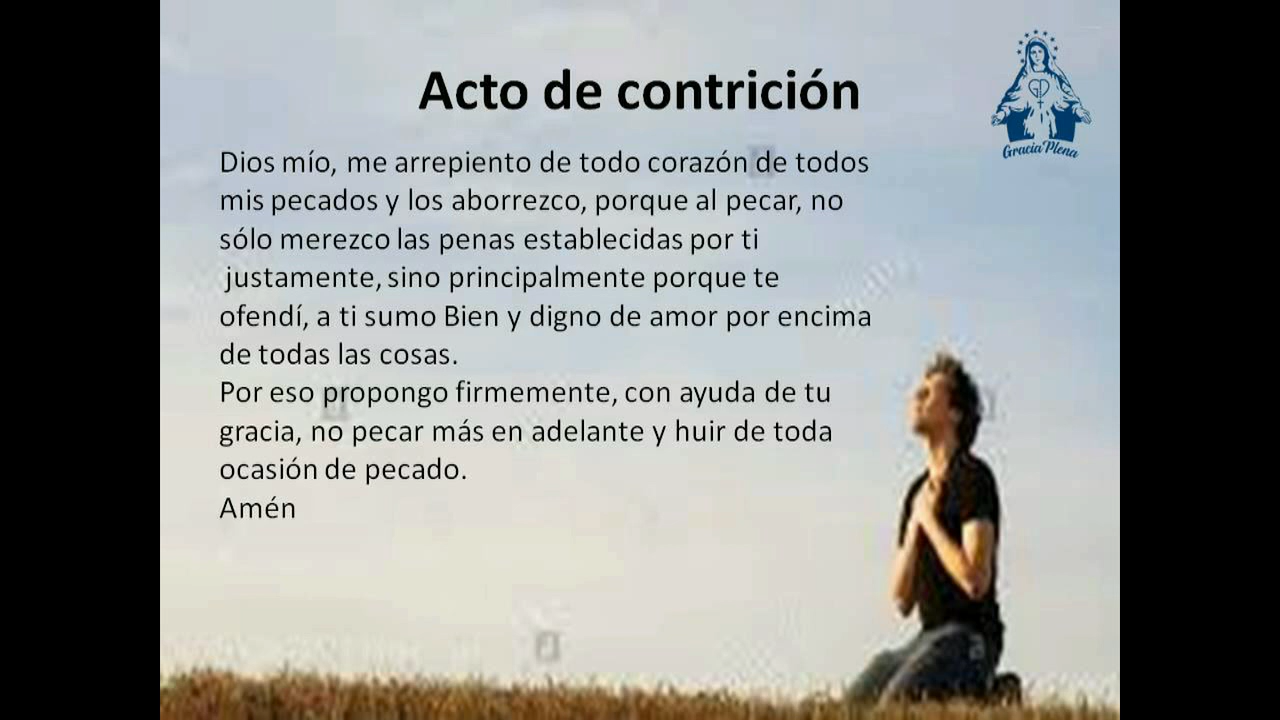 Acto de contrición
Gracia Plena
Dios mío, me arrepiento de todo corazón de todos
mis pecados y los aborrezco, porque al pecar, no
sólo merezco las penas establecidas por ti
justamente, sino principalmente porque te
ofendí, a ti sumo Bien y digno de amor por encima
de todas las cosas.
Por eso propongo firmemente, con ayuda de tu
gracia, no pecar más en adelante y huir de toda
ocasión de pecado.
Amén